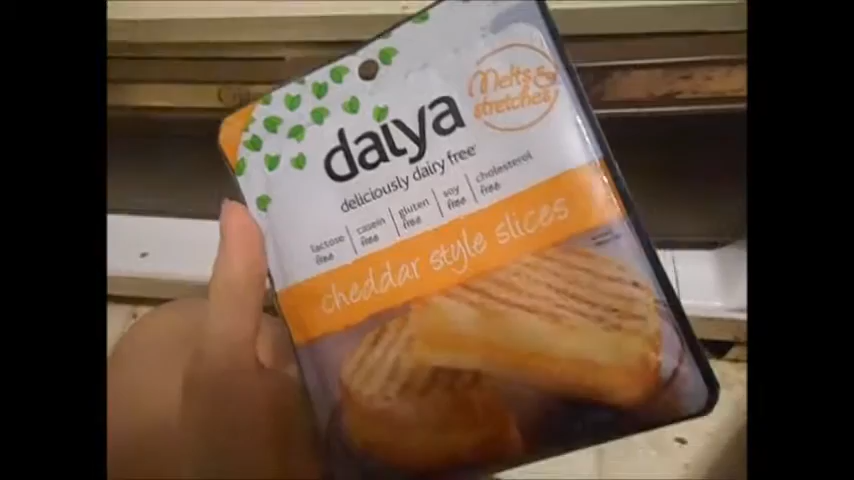 Melts &
stretches
daiya
deliciously dairy free
lactose free
casein free
gluten free
soy free
cholesterol free
cheddar style slices